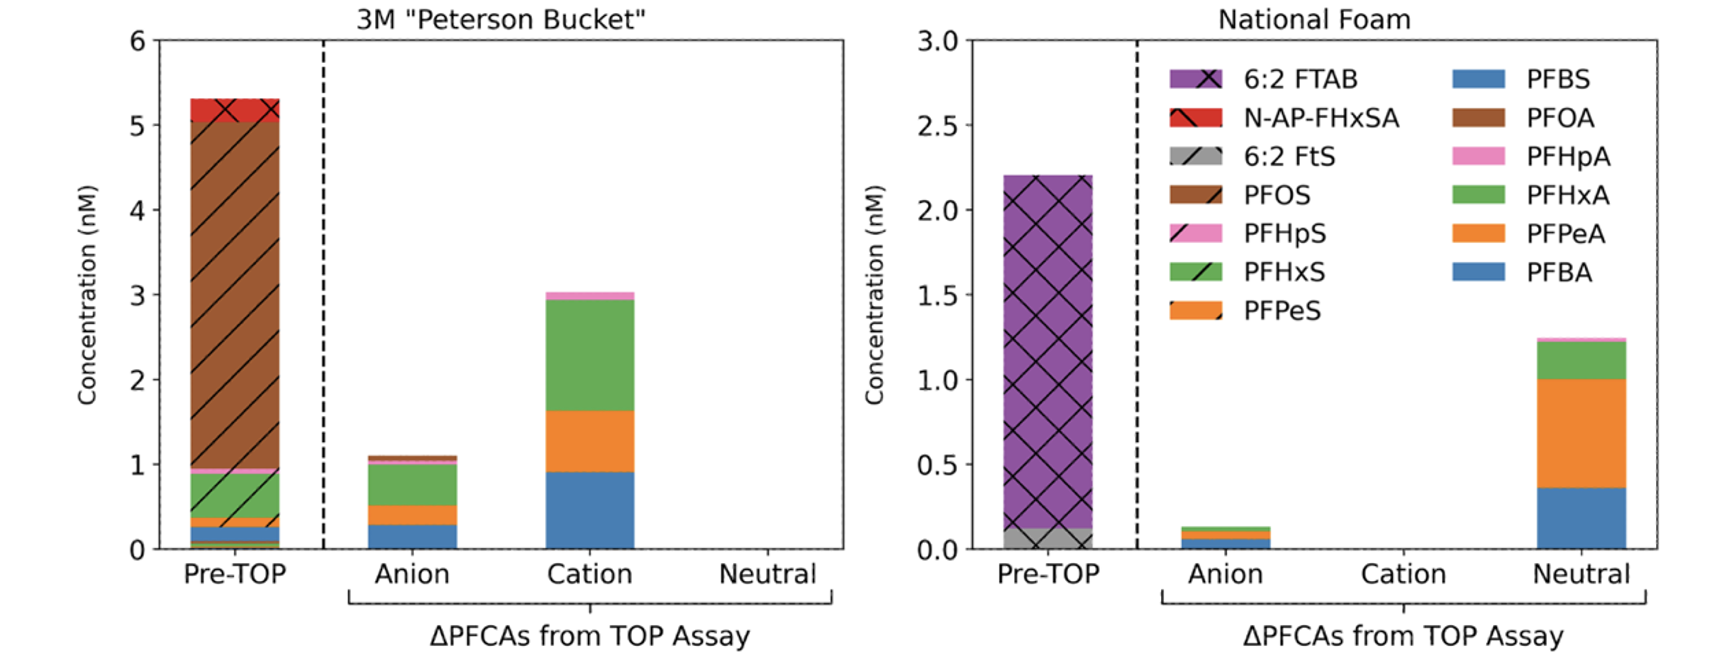 3M "Peterson Bucket"
Concentration (nM)
6
5
4
3
2
1
0
Pre-TOP
Anion
Cation
Neutral
ΔPFCAs from TOP Assay
National Foam
Concentration (nM)
3.0
2.5
2.0
1.5
1.0
0.5
0.0
6:2 FTAB
N-AP-FHxSA
6:2 FtS
PFOS
PFHpS
PFHxS
PFPeS
PFBS
PFOA
PFHpA
PFHxA
PFPeA
PFBA
Pre-TOP
Anion
Cation
Neutral
ΔPFCAs from TOP Assay